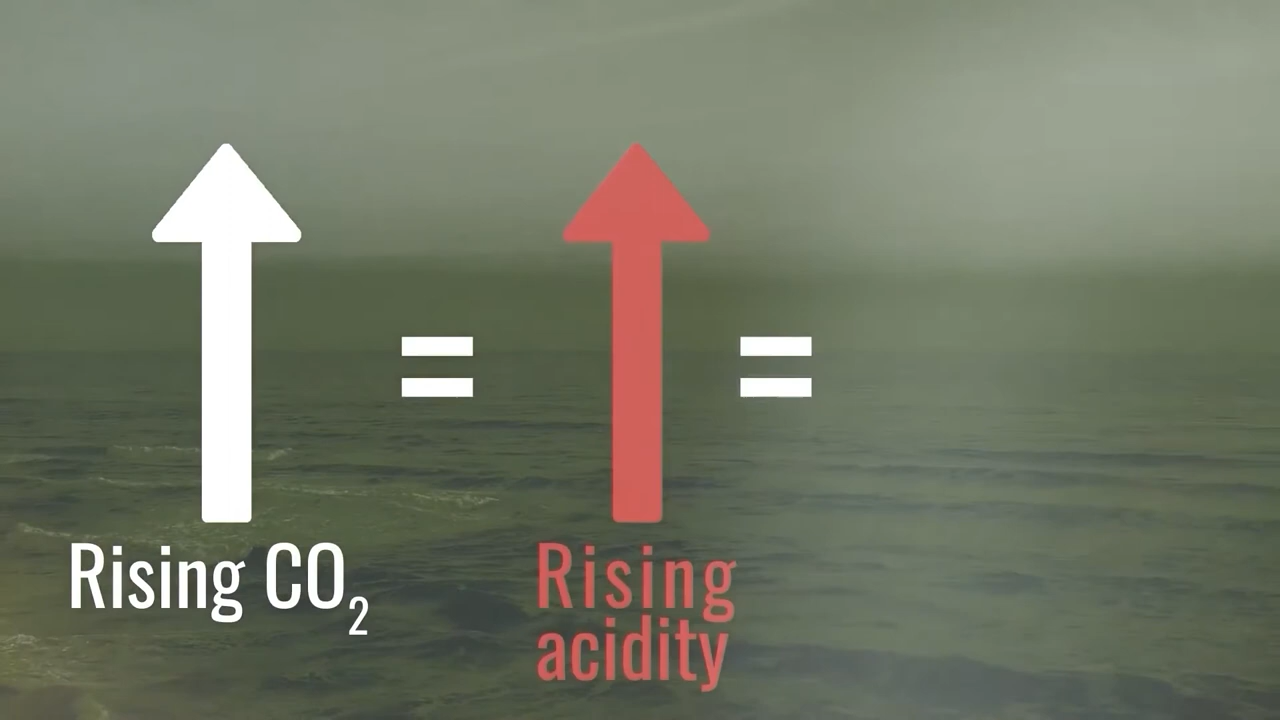 =
=
Rising CO₂
Rising
acidity